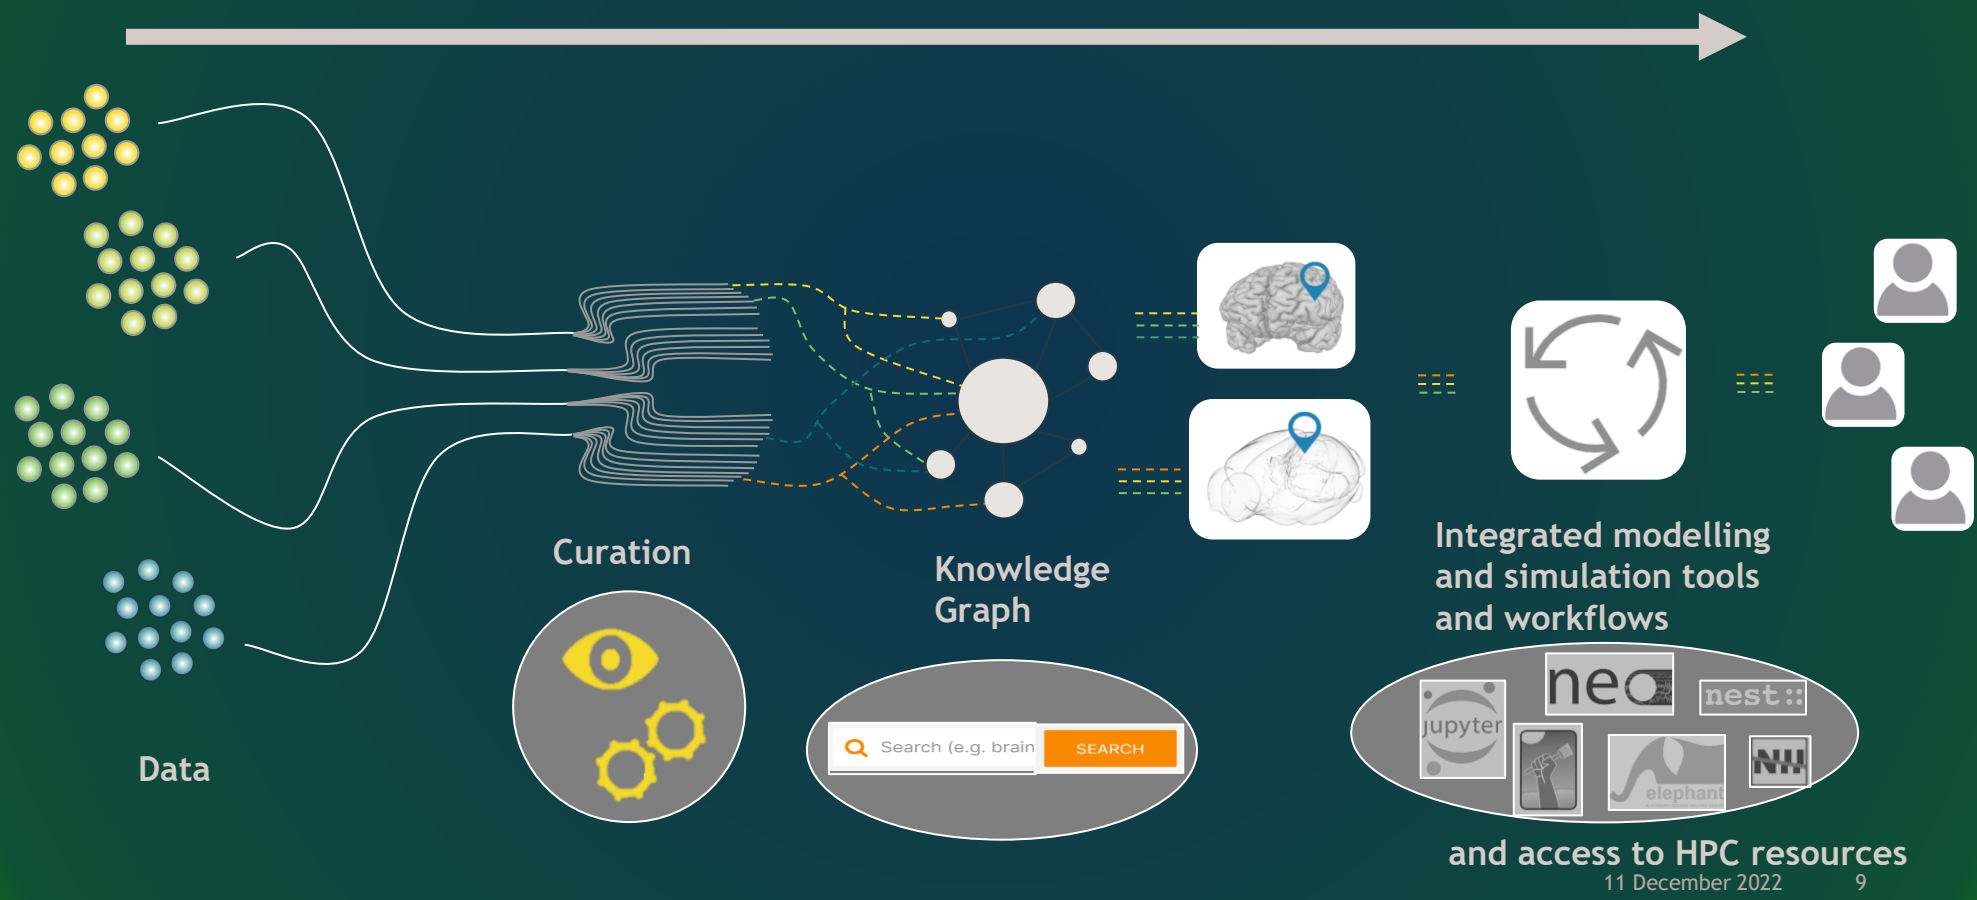 Data
Curation
Knowledge
Graph
Search (e.g. brain
SEARCH
Integrated modelling
and simulation tools
and workflows
jupyter
neo
nest::
elephant
and access to HPC resources
11 December 2022
9